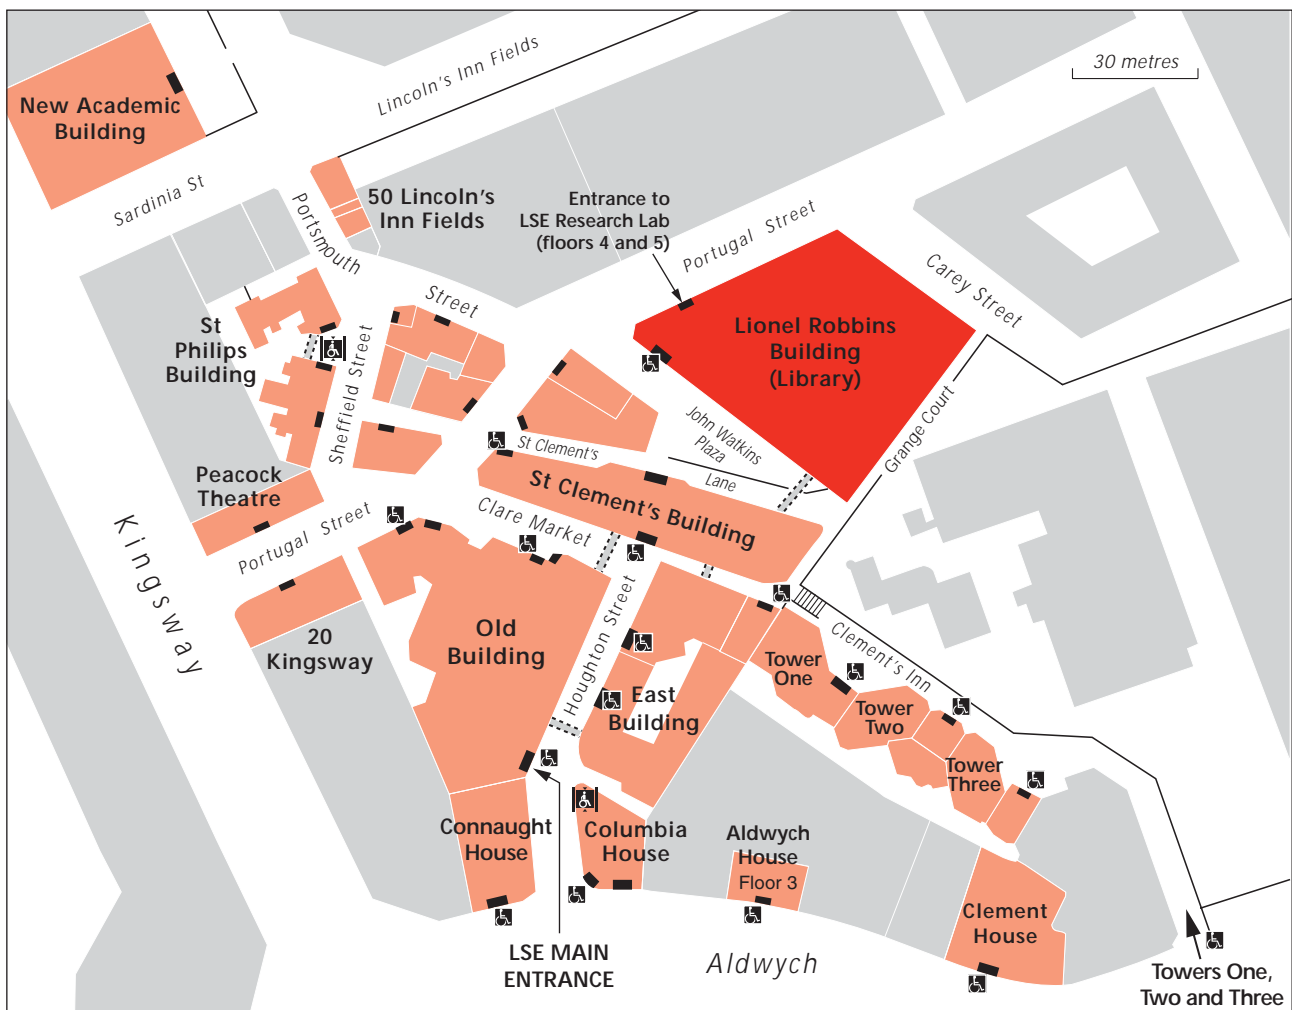 Lincoln's Inn Fields
30 metres
New Academic
Building
Sardinia St
Portsmouth
Street
50 Lincoln's
Inn Fields
Entrance to
LSE Research Lab
(floors 4 and 5)
Portugal Street
Carey Street
St
Philips
Building
Sheffield Street
Lionel Robbins
Building
(Library)
John Watkins
Plaza
Grange Court
St Clement's
Lane
Peacock
Theatre
St Clement's Building
Clare Market
Portugal Street
Kingsway
20
Kingsway
Old
Building
Houghton Street
East
Building
Clement's Inn
Tower
One
Tower
Two
Tower
Three
Connaught
House
Columbia
House
Aldwych
House
Floor 3
Clement
House
LSE MAIN
ENTRANCE
Aldwych
Towers One,
Two and Three